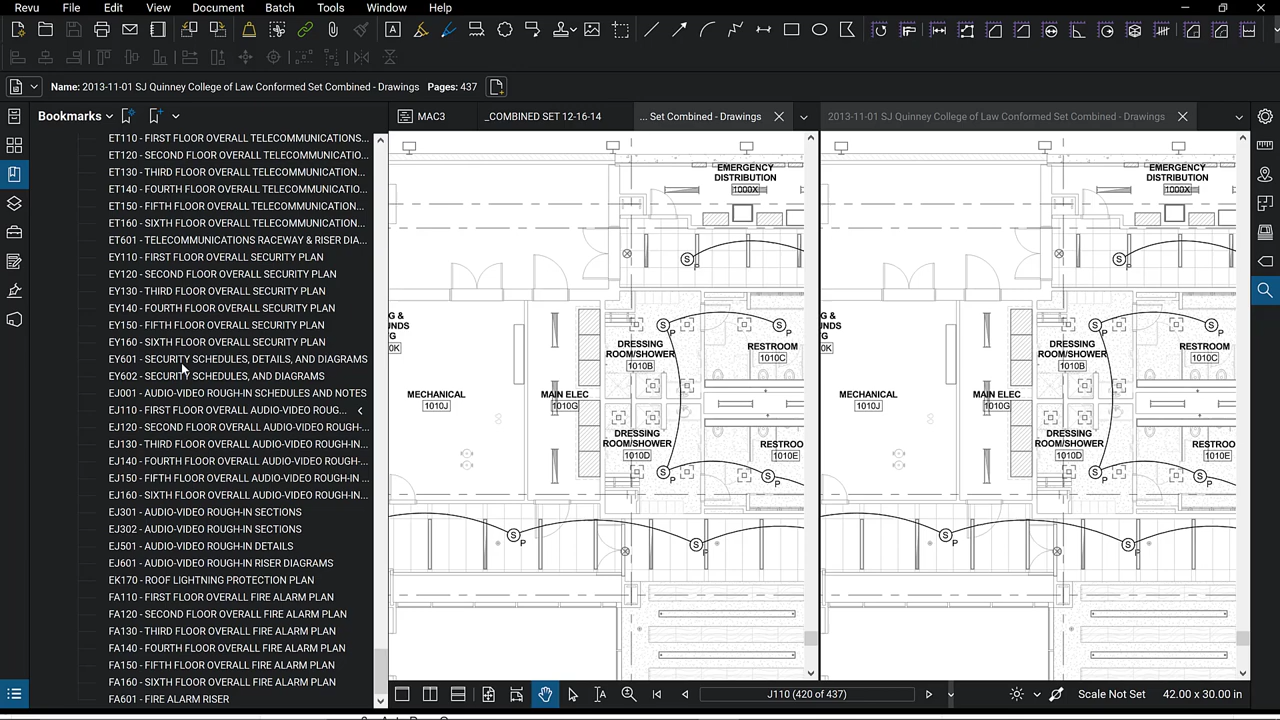 Revu File Edit View Document Batch Tools Window Help
Name: 2013-11-01 SJ Quinney College of Law Conformed Set Combined - Drawings Pages: 437
Bookmarks
MAC3
_COMBINED SET 12-16-14
... Set Combined - Drawings
2013-11-01 SJ Quinney College of Law Conformed Set Combined - Drawings
ET110 - FIRST FLOOR OVERALL TELECOMMUNICATIONS...
ET120 - SECOND FLOOR OVERALL TELECOMMUNICATIO...
ET130 - THIRD FLOOR OVERALL TELECOMMUNICATIONS...
ET140 - FOURTH FLOOR OVERALL TELECOMMUNICATIO...
ET150 - FIFTH FLOOR OVERALL TELECOMMUNICATION...
ET160 - SIXTH FLOOR OVERALL TELECOMMUNICATION...
ET601 - TELECOMMUNICATIONS RACEWAY & RISER DIA...
EY110 - FIRST FLOOR OVERALL SECURITY PLAN
EY120 - SECOND FLOOR OVERALL SECURITY PLAN
EY130 - THIRD FLOOR OVERALL SECURITY PLAN
EY140 - FOURTH FLOOR OVERALL SECURITY PLAN
EY150 - FIFTH FLOOR OVERALL SECURITY PLAN
EY160 - SIXTH FLOOR OVERALL SECURITY PLAN
EY601 - SECURITY SCHEDULES, DETAILS, AND DIAGRAMS
EY602 - SECURITY SCHEDULES, AND DIAGRAMS
EJ001 - AUDIO-VIDEO ROUGH-IN SCHEDULES AND NOTES
EJ110 - FIRST FLOOR OVERALL AUDIO-VIDEO ROUG...
EJ120 - SECOND FLOOR OVERALL AUDIO-VIDEO ROUGH-...
EJ130 - THIRD FLOOR OVERALL AUDIO-VIDEO ROUGH-IN...
EJ140 - FOURTH FLOOR OVERALL AUDIO-VIDEO ROUGH-...
EJ150 - FIFTH FLOOR OVERALL AUDIO-VIDEO ROUGH-IN ...
EJ160 - SIXTH FLOOR OVERALL AUDIO-VIDEO ROUGH-IN...
EJ301 - AUDIO-VIDEO ROUGH-IN SECTIONS
EJ302 - AUDIO-VIDEO ROUGH-IN SECTIONS
EJ501 - AUDIO-VIDEO ROUGH-IN DETAILS
EJ601 - AUDIO-VIDEO ROUGH-IN RISER DIAGRAMS
EK170 - ROOF LIGHTNING PROTECTION PLAN
FA110 - FIRST FLOOR OVERALL FIRE ALARM PLAN
FA120 - SECOND FLOOR OVERALL FIRE ALARM PLAN
FA130 - THIRD FLOOR OVERALL FIRE ALARM PLAN
FA140 - FOURTH FLOOR OVERALL FIRE ALARM PLAN
FA150 - FIFTH FLOOR OVERALL FIRE ALARM PLAN
FA160 - SIXTH FLOOR OVERALL FIRE ALARM PLAN
FA601 - FIRE ALARM RISER
EMERGENCY
DISTRIBUTION
1000X
S
G &
UNDS
G
0K
S P
S P
DRESSING
ROOM/SHOWER
1010B
RESTROOM
1010C
MECHANICAL
1010J
MAIN ELEC
1010G
DRESSING
ROOM/SHOWER
1010D
RESTROO
1010E
S P
S P
S P
S P
EMERGENCY
DISTRIBUTION
1000X
S
G &
UNDS
G
0K
S P
S P
DRESSING
ROOM/SHOWER
1010B
RESTROOM
1010C
MECHANICAL
1010J
MAIN ELEC
1010G
DRESSING
ROOM/SHOWER
1010D
RESTROO
1010E
S P
S P
S P
S P
J110 (420 of 437)
Scale Not Set
42.00 x 30.00 in